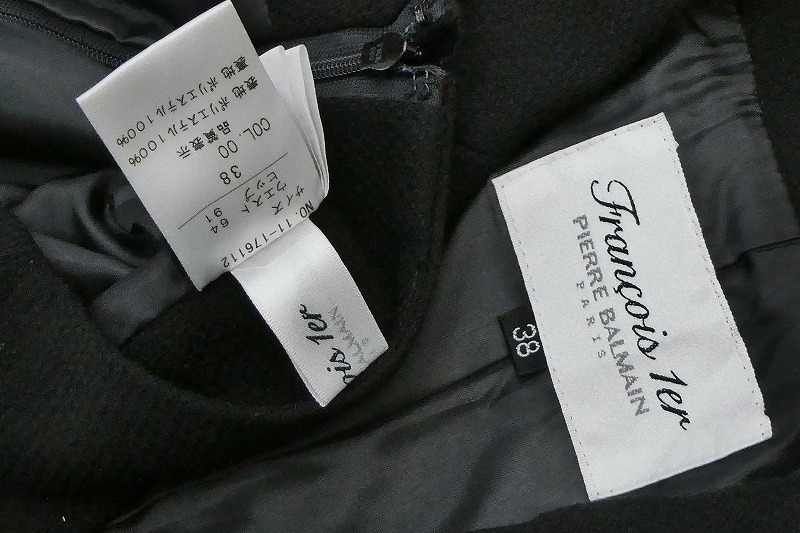 NO. 11-176112
サイズ 38
ウエスト 64
ヒップ 91
COL. 00 品質表示
表地 ポリエステル100%
裏地 ポリエステル100%
1er
38
François 1er
PIERRE BALMAIN
PARIS